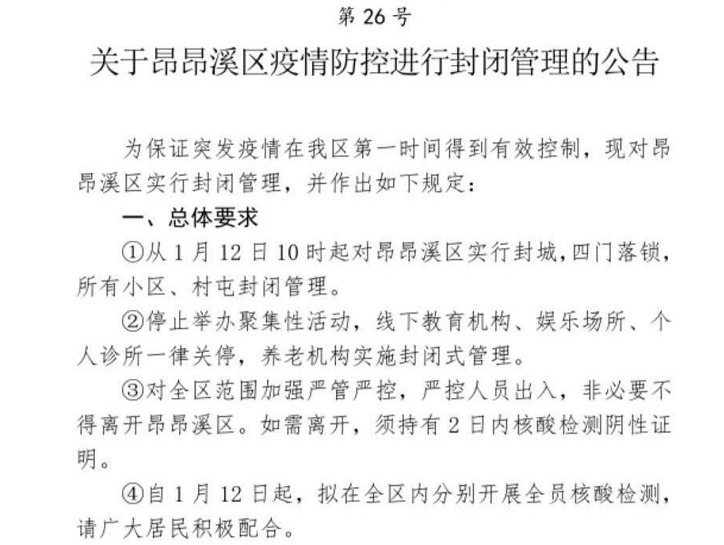 第 26 号
关于昂昂溪区疫情防控进行封闭管理的公告
为保证突发疫情在我区第一时间得到有效控制，现对昂
昂溪区实行封闭管理，并作出如下规定：
一、总体要求
①从 1 月 12 日 10 时起对昂昂溪区实行封城，四门落锁，
所有小区、村屯封闭管理。
②停止举办聚集性活动，线下教育机构、娱乐场所、个
人诊所一律关停，养老机构实施封闭式管理。
③对全区范围加强严管严控，严控人员出入，非必要不
得离开昂昂溪区。如需离开，须持有 2 日内核酸检测阴性证
明。
④自 1 月 12 日起，拟在全区内分别开展全员核酸检测，
请广大居民积极配合。